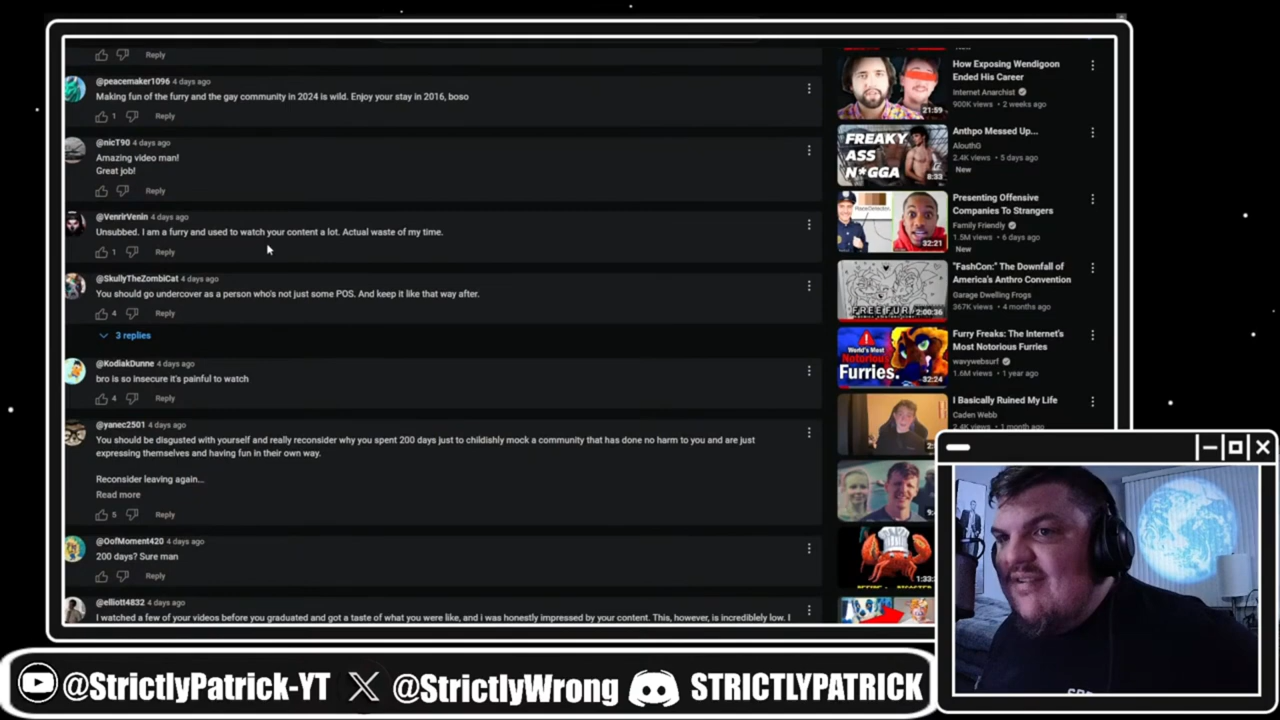 Reply
@peacemaker1096 4 days ago
Making fun of the furry and the gay community in 2024 is wild. Enjoy your stay in 2016, boso
1 Reply
@nicT90 4 days ago
Amazing video man!
Great job!
Reply
@VenrirVenin 4 days ago
Unsubbed. I am a furry and used to watch your content a lot. Actual waste of my time.
1 Reply
@SkullyTheZombiCat 4 days ago
You should go undercover as a person who's not just some POS. And keep it like that way after.
4 Reply
3 replies
@KodiakDunne 4 days ago
bro is so insecure it's painful to watch
4 Reply
@yanec2501 4 days ago
You should be disgusted with yourself and really reconsider why you spent 200 days just to childishly mock a community that has done no harm to you and are just
expressing themselves and having fun in their own way.
Reconsider leaving again...
Read more
5 Reply
@OofMoment420 4 days ago
200 days? Sure man
Reply
@elliott4832 4 days ago
I watched a few of your videos before you graduated and got a taste of what you were like, and i was honestly impressed by your content. This, however, is incredibly low. I
How Exposing Wendigoon
Ended His Career
Internet Anarchist
900K views • 2 weeks ago
21:59
Anthpo Messed Up...
AlouthG
2.4K views • 5 days ago
New
FREAKY
ASS
N*GGA
8:33
Presenting Offensive
Companies To Strangers
Family Friendly
1.5M views • 6 days ago
New
32:21
"FashCon:" The Downfall of
America's Anthro Convention
Garage Dwelling Frogs
367K views • 4 months ago
2:00:36
Furry Freaks: The Internet's
Most Notorious Furries
wavywebsurf
1.6M views • 1 year ago
World's Most
Notorious
Furries.
32:24
I Basically Ruined My Life
Caden Webb
2.4K views • 1 month ago
@StrictlyPatrick-YT @StrictlyWrong STRICTLYPATRICK